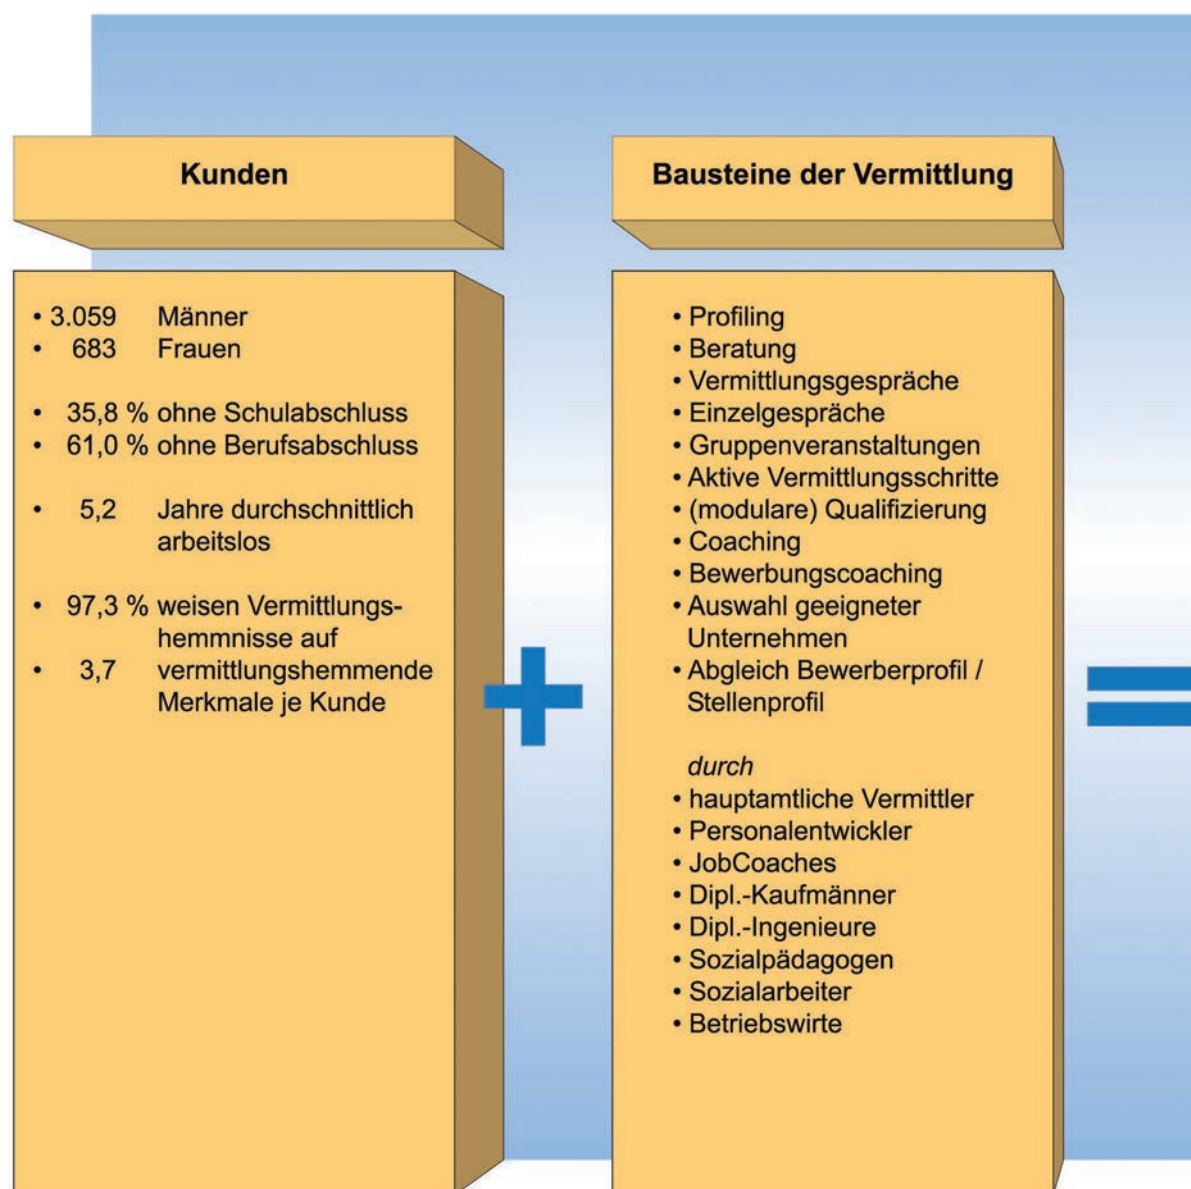 Kunden
• 3.059 Männer
• 683 Frauen
• 35,8 % ohne Schulabschluss
• 61,0 % ohne Berufsabschluss
• 5,2 Jahre durchschnittlich
arbeitslos
• 97,3 % weisen Vermittlungs-
hemmnisse auf
• 3,7 vermittlungshemmende
Merkmale je Kunde
+
Bausteine der Vermittlung
• Profiling
• Beratung
• Vermittlungsgespräche
• Einzelgespräche
• Gruppenveranstaltungen
• Aktive Vermittlungsschritte
• (modulare) Qualifizierung
• Coaching
• Bewerbungscoaching
• Auswahl geeigneter
Unternehmen
• Abgleich Bewerberprofil /
Stellenprofil
durch
• hauptamtliche Vermittler
• Personalentwickler
• JobCoaches
• Dipl.-Kaufmänner
• Dipl.-Ingenieure
• Sozialpädagogen
• Sozialarbeiter
• Betriebswirte
=